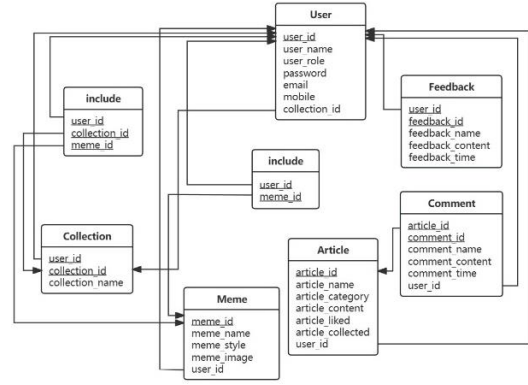 User
user_id
user_name
user_role
password
email
mobile
collection_id
Feedback
user_id
feedback_id
feedback_name
feedback_content
feedback_time
include
user_id
collection_id
meme_id
include
user_id
meme_id
Comment
article_id
comment_id
comment_name
comment_content
comment_time
user_id
Collection
user_id
collection_id
collection_name
Article
article_id
article_name
article_category
article_content
article_liked
article_collected
user_id
Meme
meme_id
meme_name
meme_style
meme_image
user_id